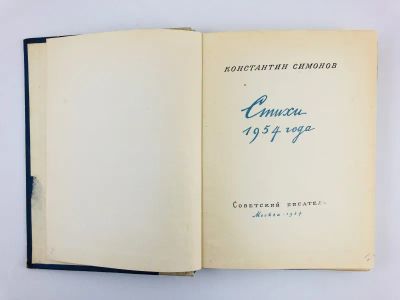 КОНСТАНТИН СИМОНОВ
Стихи
1954 года
СОВЕТСКИЙ ПИСАТЕЛЬ
Москва • 1954